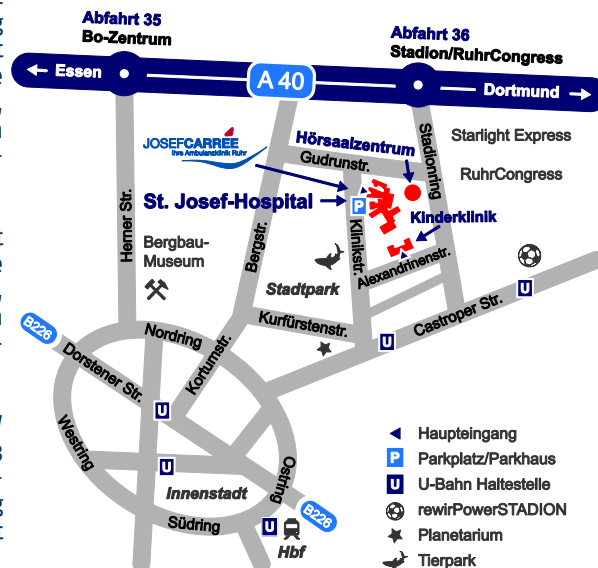 Abfahrt 35
Bo-Zentrum
Abfahrt 36
Stadion/RuhrCongress
Essen
A 40
Dortmund
JOSEFCARRÉE
Ihre Ambulanzklinik Ruhr
Hörsaalzentrum
Gudrunstr.
Stadionring
Starlight Express
RuhrCongress
St. Josef-Hospital
P
Kinderklinik
Herner Str.
Bergstr.
Klinikstr.
Bergbau-
Museum
Alexandrinenstr.
Stadtpark
U
B226
Kurfürstenstr.
Castroper Str.
Nordring
U
Dorstener Str.
Kortumstr.
U
Westring
U
Ostring
Innenstadt
Südring
U
Hbf
B226
Haupteingang
P Parkplatz/Parkhaus
U U-Bahn Haltestelle
rewirPowerSTADION
Planetarium
Tierpark